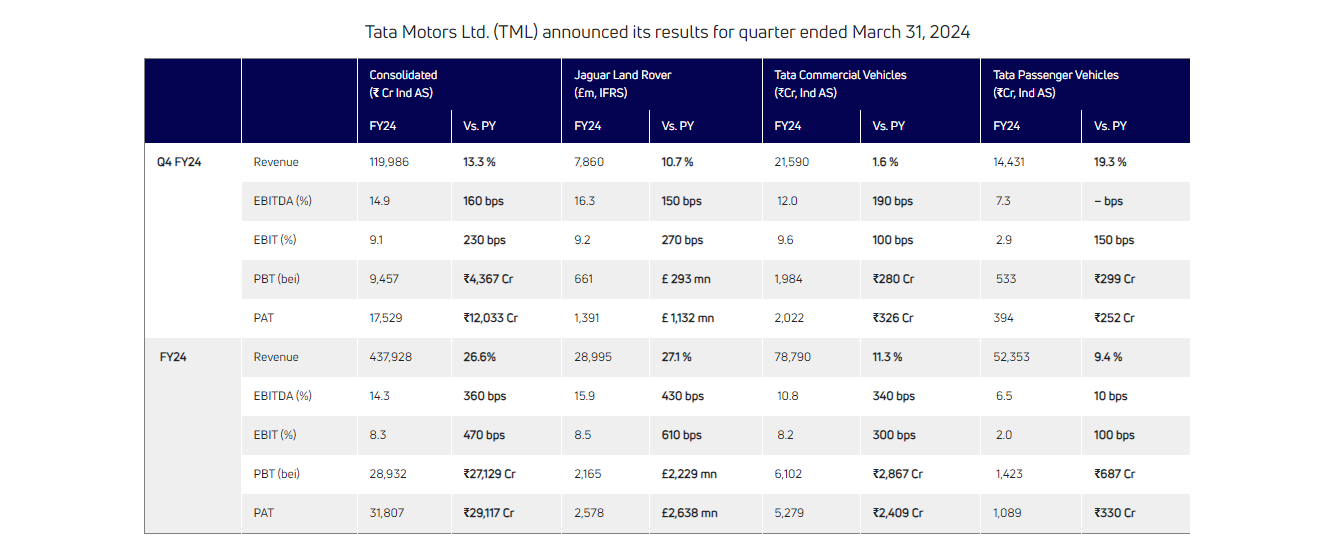 Tata Motors Ltd. (TML) announced its results for quarter ended March 31, 2024
Consolidated Jaguar Land Rover Tata Commercial Vehicles Tata Passenger Vehicles
(₹ Cr Ind AS) (£m, IFRS) (₹Cr, Ind AS) (₹Cr, Ind AS)
FY24 Vs. PY FY24 Vs. PY FY24 Vs. PY FY24 Vs. PY
Q4 FY24 Revenue 119,986 13.3 % 7,860 10.7 % 21,590 1.6 % 14,431 19.3 %
EBITDA (%) 14.9 160 bps 16.3 150 bps 12.0 190 bps 7.3 – bps
EBIT (%) 9.1 230 bps 9.2 270 bps 9.6 100 bps 2.9 150 bps
PBT (bei) 9,457 ₹4,367 Cr 661 £ 293 mn 1,984 ₹280 Cr 533 ₹299 Cr
PAT 17,529 ₹12,033 Cr 1,391 £ 1,132 mn 2,022 ₹326 Cr 394 ₹252 Cr
FY24 Revenue 437,928 26.6% 28,995 27.1 % 78,790 11.3 % 52,353 9.4 %
EBITDA (%) 14.3 360 bps 15.9 430 bps 10.8 340 bps 6.5 10 bps
EBIT (%) 8.3 470 bps 8.5 610 bps 8.2 300 bps 2.0 100 bps
PBT (bei) 28,932 ₹27,129 Cr 2,165 £2,229 mn 6,102 ₹2,867 Cr 1,423 ₹687 Cr
PAT 31,807 ₹29,117 Cr 2,578 £2,638 mn 5,279 ₹2,409 Cr 1,089 ₹330 Cr